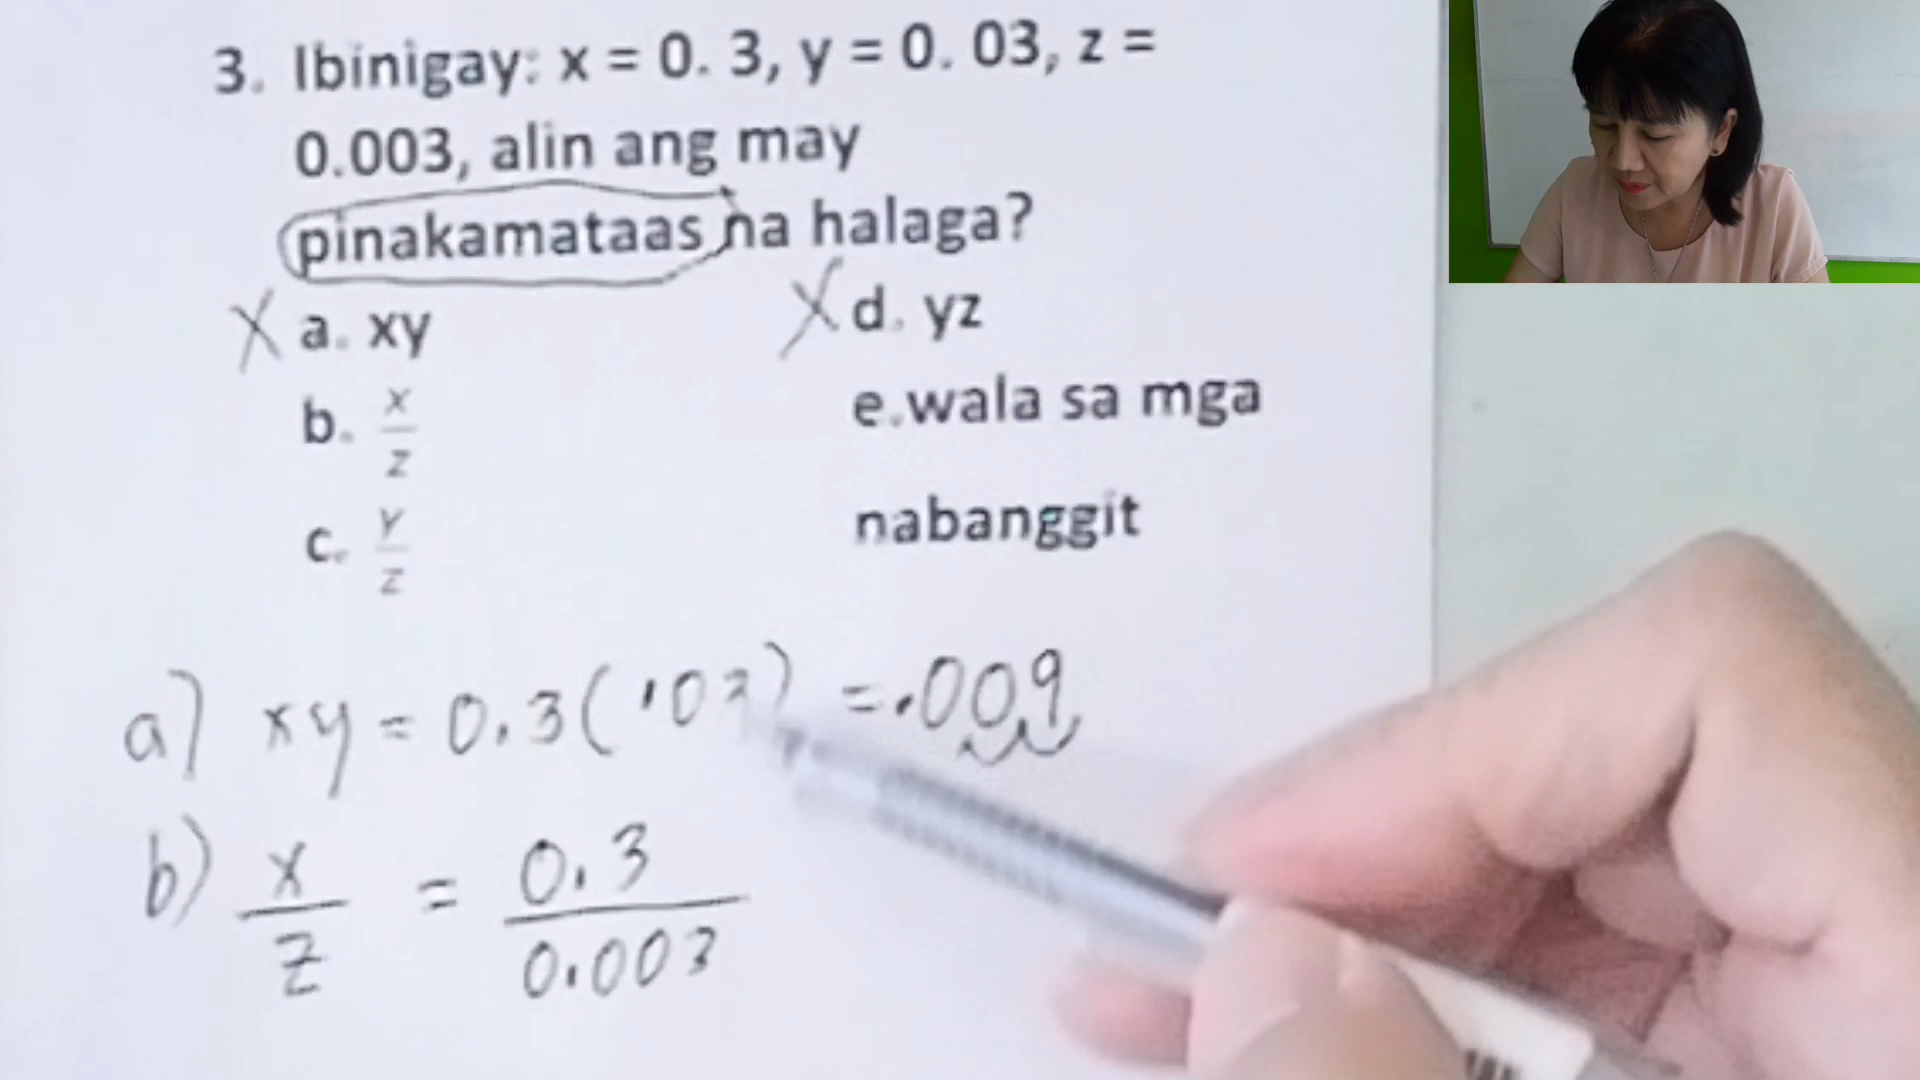 3. Ibinigay: x = 0. 3, y = 0. 03, z =
0.003, alin ang may
pinakamataas na halaga?
X a. xy
b. x/z
c. y/z
X d. yz
e.wala sa mga
nabanggit
a) xy = 0.3(.03) = .009
b) x/z = 0.3/0.003